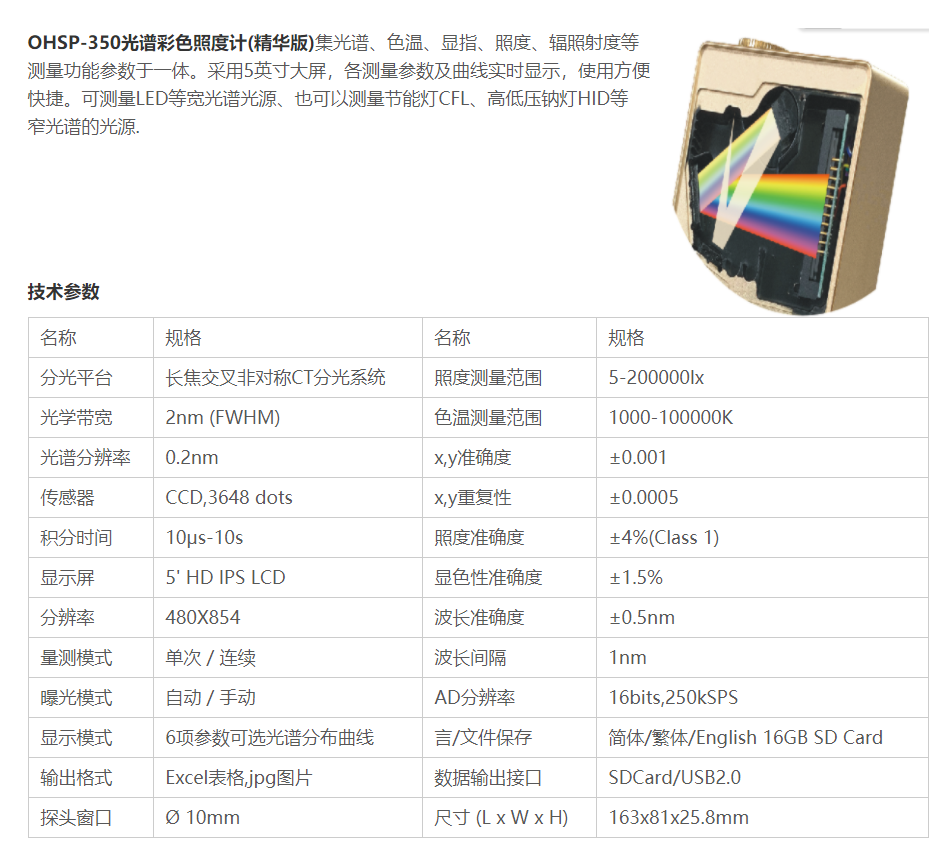 OHSP-350光谱彩色照度计(精华版)集光谱、色温、显指、照度、辐照射度等
测量功能参数于一体。采用5英寸大屏，各测量参数及曲线实时显示，使用方便
快捷。可测量LED等宽光谱光源、也可以测量节能灯CFL、高低压钠灯HID等
窄光谱的光源.
技术参数
名称 规格 名称 规格
分光平台 长焦交叉非对称CT分光系统 照度测量范围 5-200000lx
光学带宽 2nm (FWHM) 色温测量范围 1000-100000K
光谱分辨率 0.2nm x,y准确度 ±0.001
传感器 CCD,3648 dots x,y重复性 ±0.0005
积分时间 10μs-10s 照度准确度 ±4%(Class 1)
显示屏 5' HD IPS LCD 显色性准确度 ±1.5%
分辨率 480X854 波长准确度 ±0.5nm
量测模式 单次 / 连续 波长间隔 1nm
曝光模式 自动 / 手动 AD分辨率 16bits,250kSPS
显示模式 6项参数可选光谱分布曲线 言/文件保存 简体/繁体/English 16GB SD Card
输出格式 Excel表格,jpg图片 数据输出接口 SDCard/USB2.0
探头窗口 Ø 10mm 尺寸 (L x W x H) 163x81x25.8mm